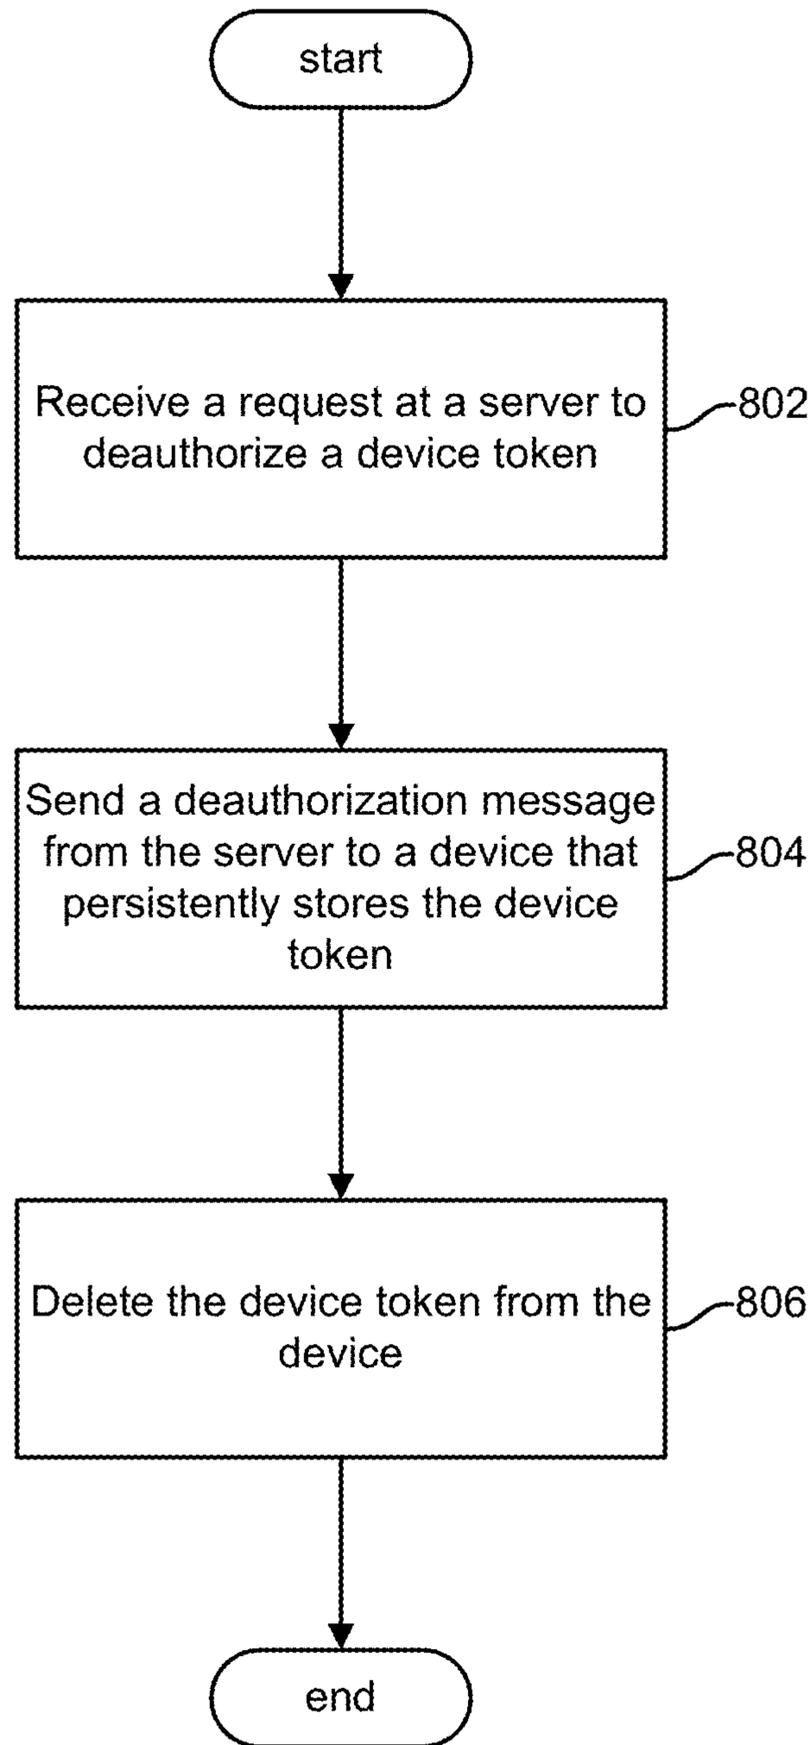 start
Receive a request at a server to
deauthorize a device token
802
Send a deauthorization message
from the server to a device that
persistently stores the device
token
804
Delete the device token from the
device
806
end